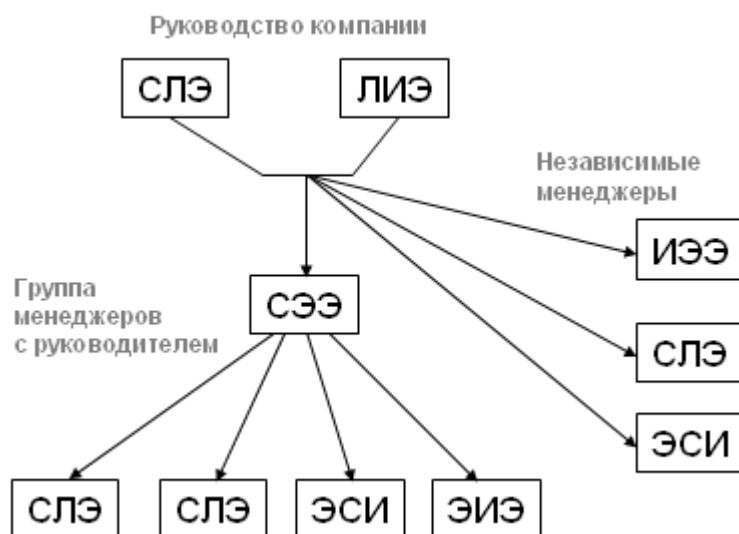 Руководство компании
СЛЭ
ЛИЭ
Независимые
менеджеры
ИЭЭ
Группа
менеджеров
с руководителем
СЭЭ
СЛЭ
ЭСИ
СЛЭ
СЛЭ
ЭСИ
ЭИЭ